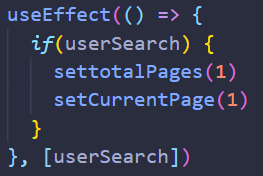 useEffect(() => {
  if(userSearch) {
    settotalPages(1)
    setCurrentPage(1)
  }
}, [userSearch])